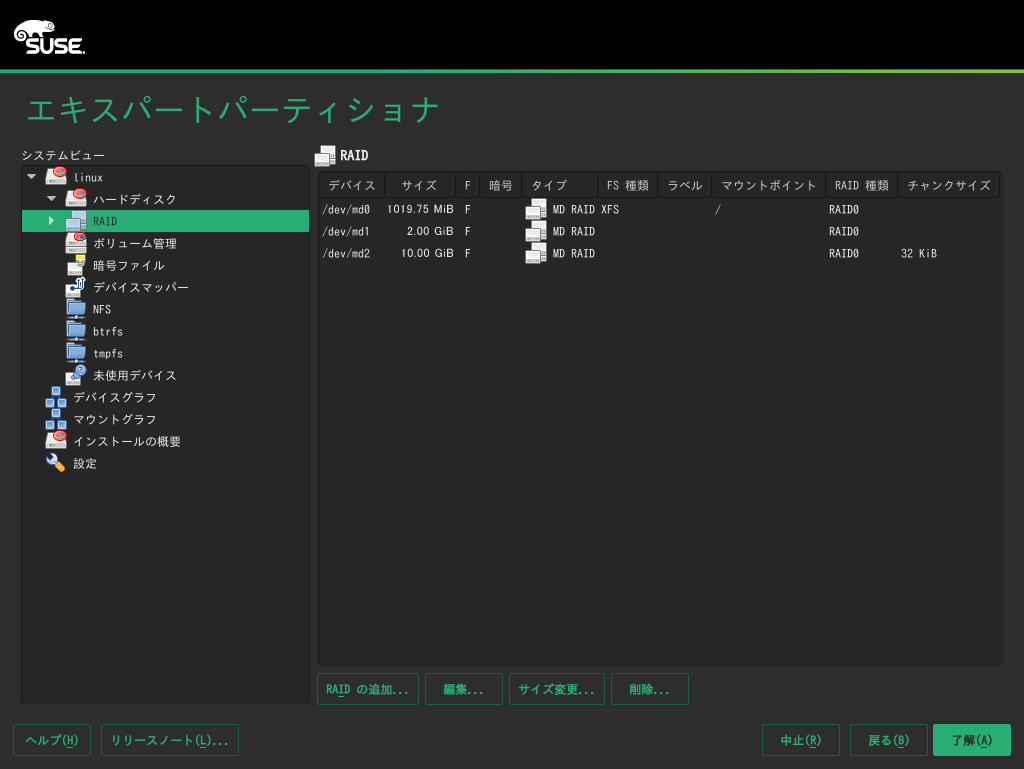 SUSE
エキスパートパーティショナ
システムビュー
linux
ハードディスク
RAID
ボリューム管理
暗号ファイル
デバイスマッパー
NFS
btrfs
tmpfs
未使用デバイス
デバイスグラフ
マウントグラフ
インストールの概要
設定
RAID
デバイス サイズ F 暗号 タイプ FS 種類 ラベル マウントポイント RAID 種類 チャンクサイズ
/dev/md0 1019.75 MiB F MD RAID XFS / RAID0
/dev/md1 2.00 GiB F MD RAID RAID0
/dev/md2 10.00 GiB F MD RAID RAID0 32 KiB
RAID の追加... 編集... サイズ変更... 削除...
ヘルプ(H) リリースノート(L)... 中止(R) 戻る(B) 了解(A)